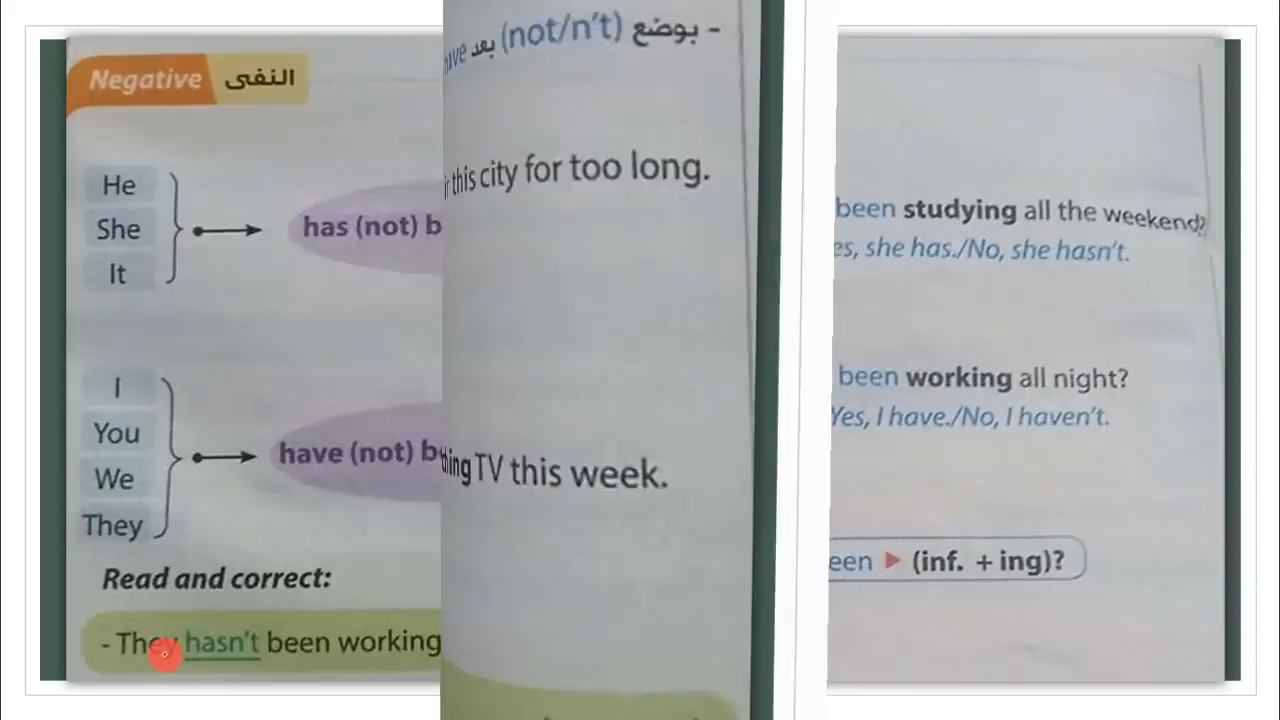 Negative النفى
He
She
It
has (not) b
I
You
We
They
have (not) b
Read and correct:
- They hasn't been working
- بوضع (not/n't) بعد
this city for too long.
TV this week.
been studying all the weekend?
es, she has./No, she hasn't.
been working all night?
Yes, I have./No, I haven't.
een ▶ (inf. + ing)?